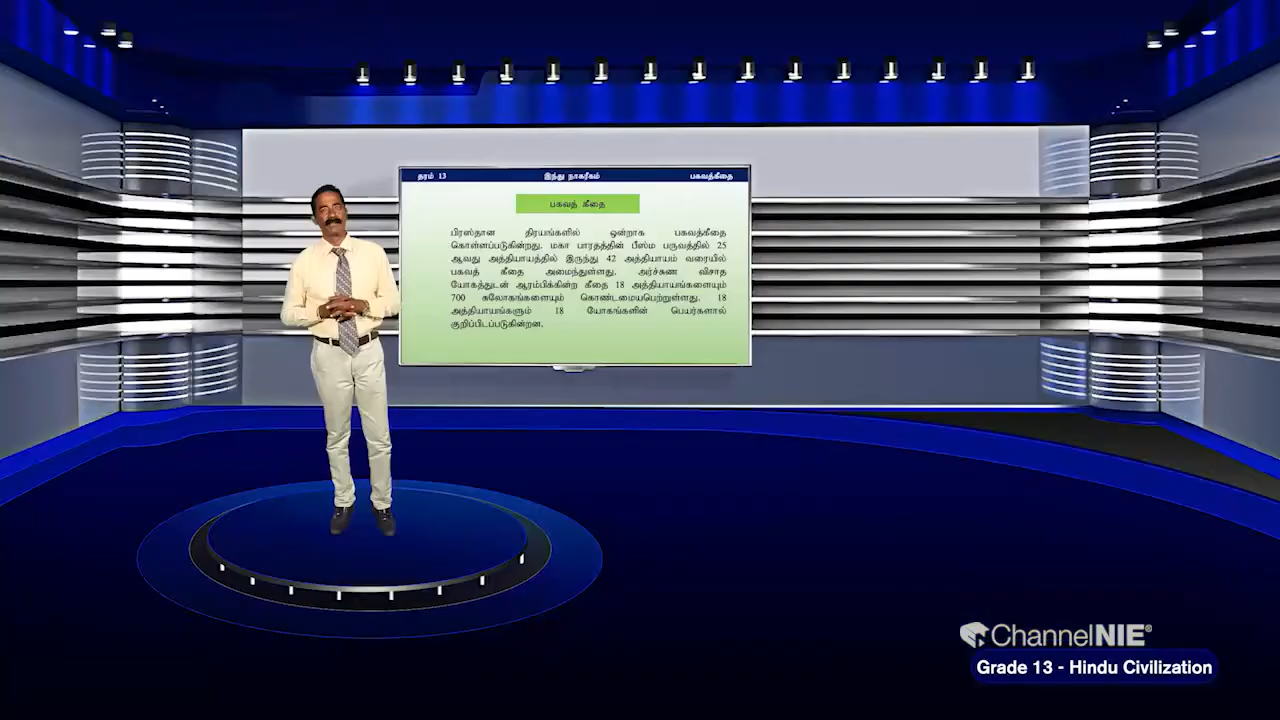 தரம் 13 இந்து நாகரீகம் பகவத்கீதை
பகவத் கீதை
பிரஸ்தான திரயங்களில் ஒன்றாக பகவத்கீதை
கொள்ளப்படுகின்றது. மகா பாரதத்தின் பீஸ்ம பருவத்தில் 25
ஆவது அத்தியாயத்தில் இருந்து 42 அத்தியாயம் வரையில்
பகவத் கீதை அமைந்துள்ளது. அர்ச்சுண விசாத
யோகத்துடன் ஆரம்பிக்கின்ற கீதை 18 அத்தியாயங்களையும்
700 சுலோகங்களையும் கொண்டமையபெற்றுள்ளது. 18
அத்தியாயங்களும் 18 யோகங்களின் பெயர்களால்
குறிப்பிடப்படுகின்றன.
ChannelNIE®
Grade 13 - Hindu Civilization